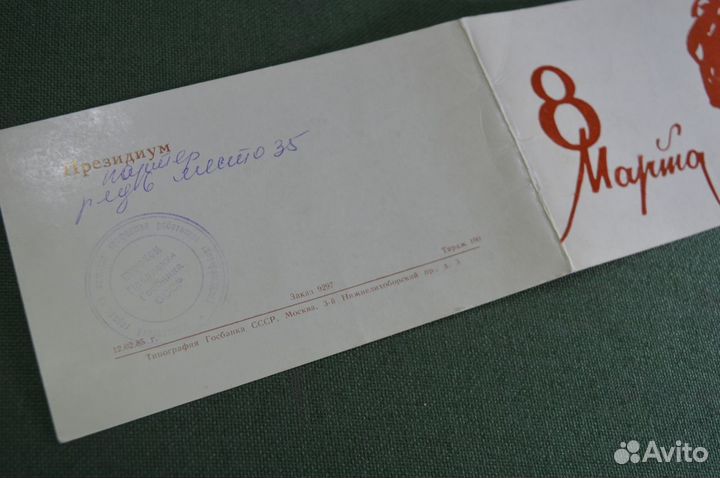 Президиум
партер
ряд 6 место 35
Заказ 9297
Тираж 100
12.02.85 г.
Типография Госбанка СССР, Москва, 3-й Нижнелихоборский пр., д. 3
8
Марта
Avito